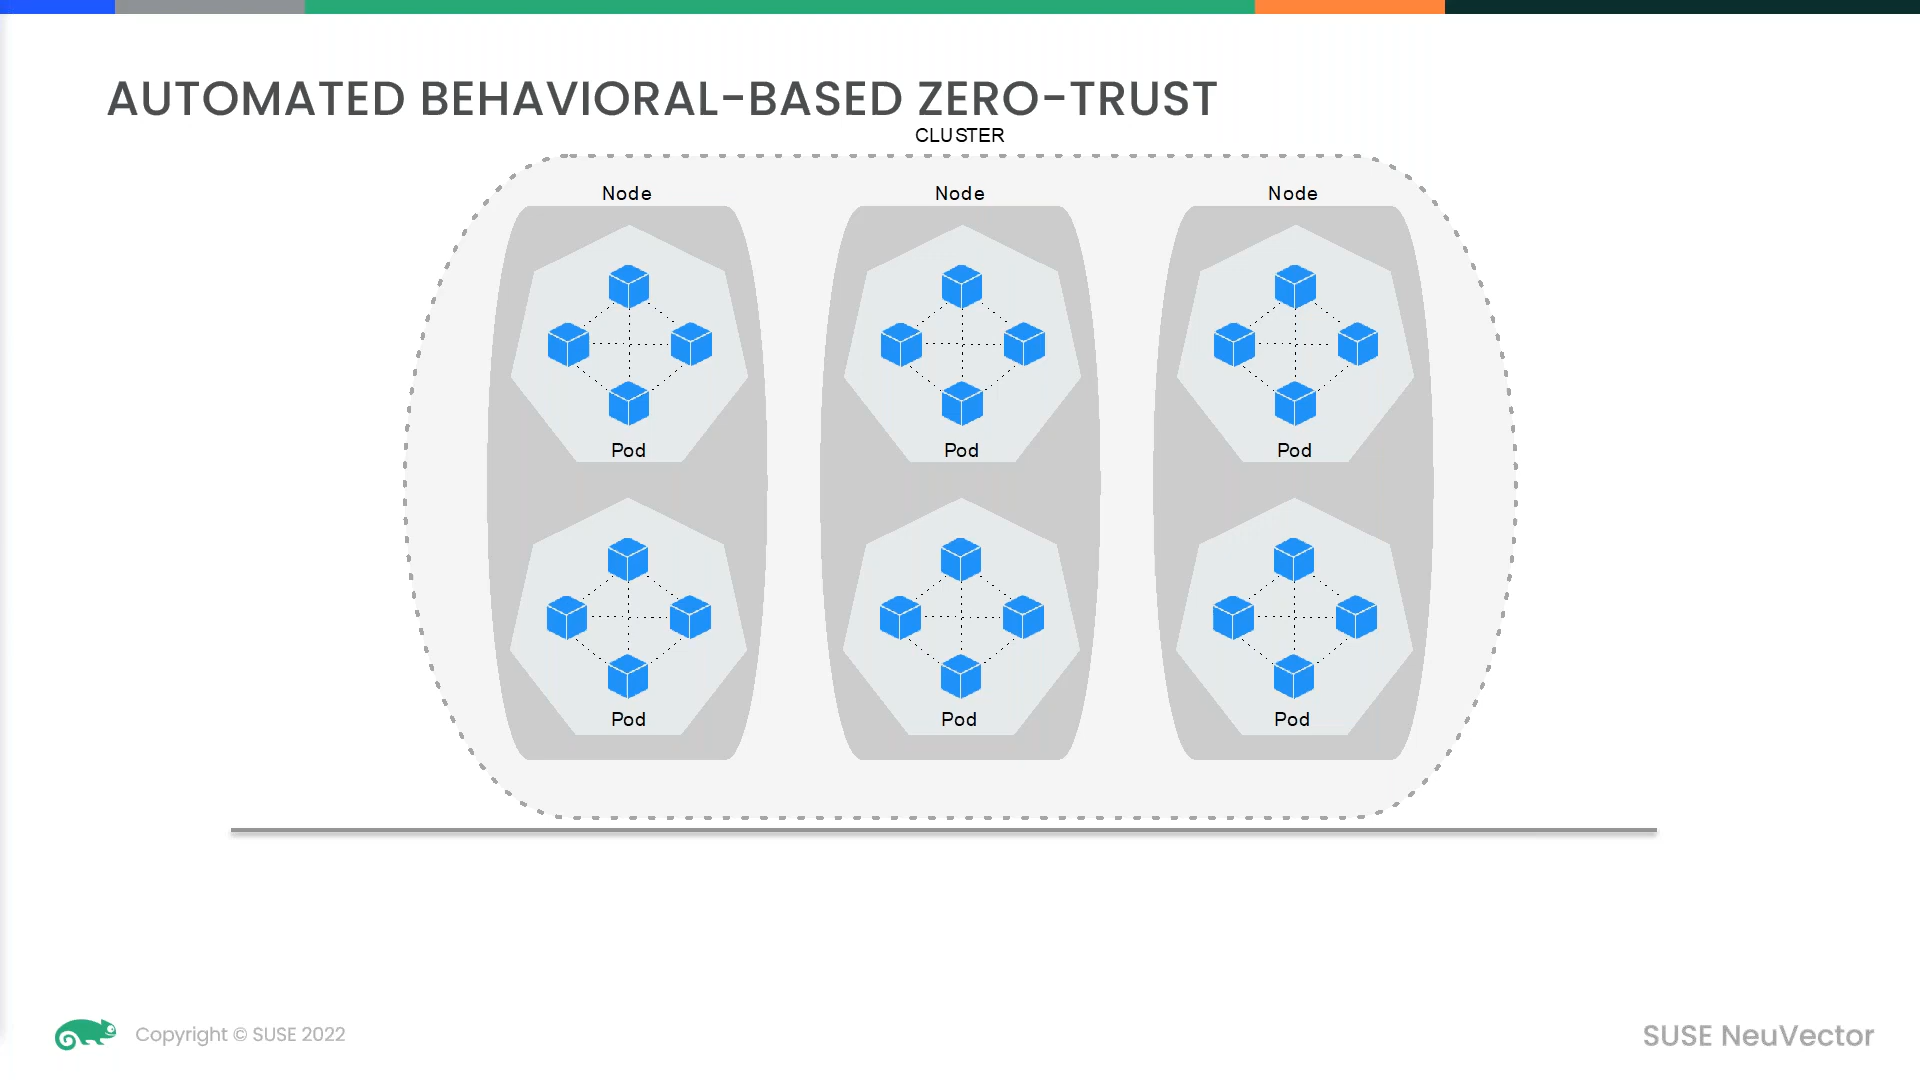 AUTOMATED BEHAVIORAL-BASED ZERO-TRUST
CLUSTER
Node Node Node
Pod Pod Pod
Pod Pod Pod
Copyright © SUSE 2022
SUSE NeuVector